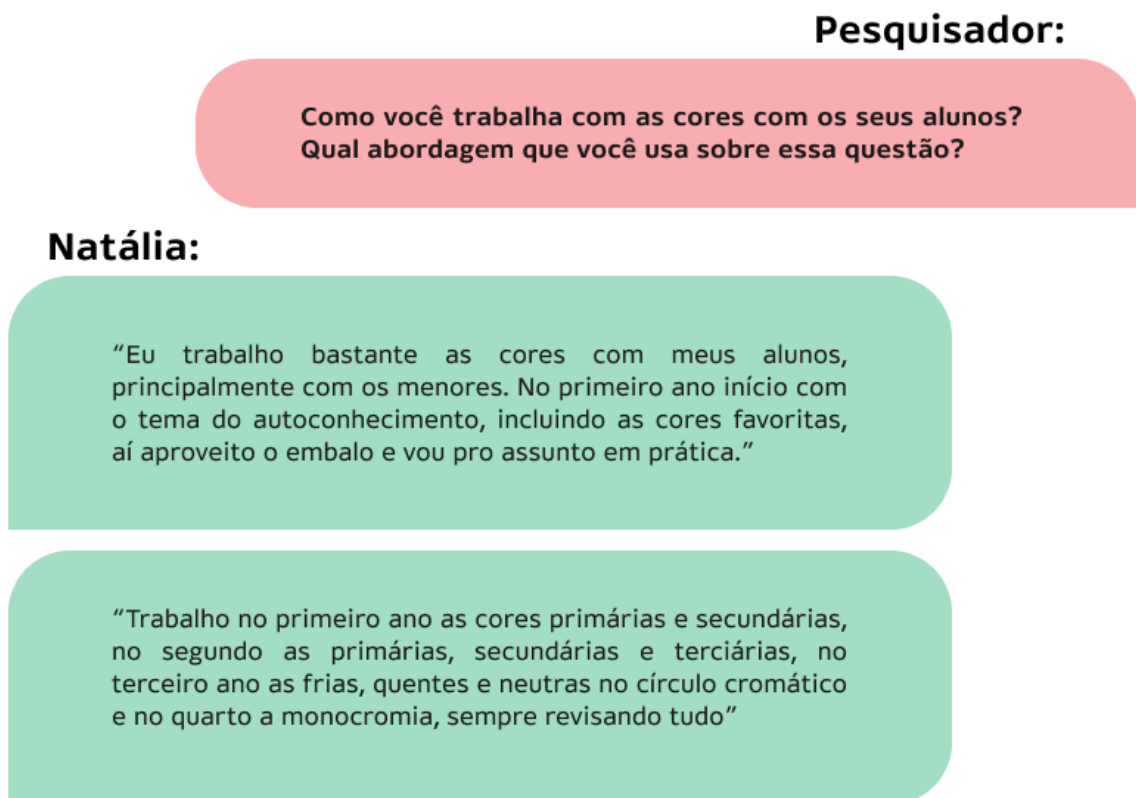 Pesquisador:
Como você trabalha com as cores com os seus alunos?
Qual abordagem que você usa sobre essa questão?
Natália:
“Eu trabalho bastante as cores com meus alunos,
principalmente com os menores. No primeiro ano início com
o tema do autoconhecimento, incluindo as cores favoritas,
aí aproveito o embalo e vou pro assunto em prática.”
“Trabalho no primeiro ano as cores primárias e secundárias,
no segundo as primárias, secundárias e terciárias, no
terceiro ano as frias, quentes e neutras no círculo cromático
e no quarto a monocromia, sempre revisando tudo”